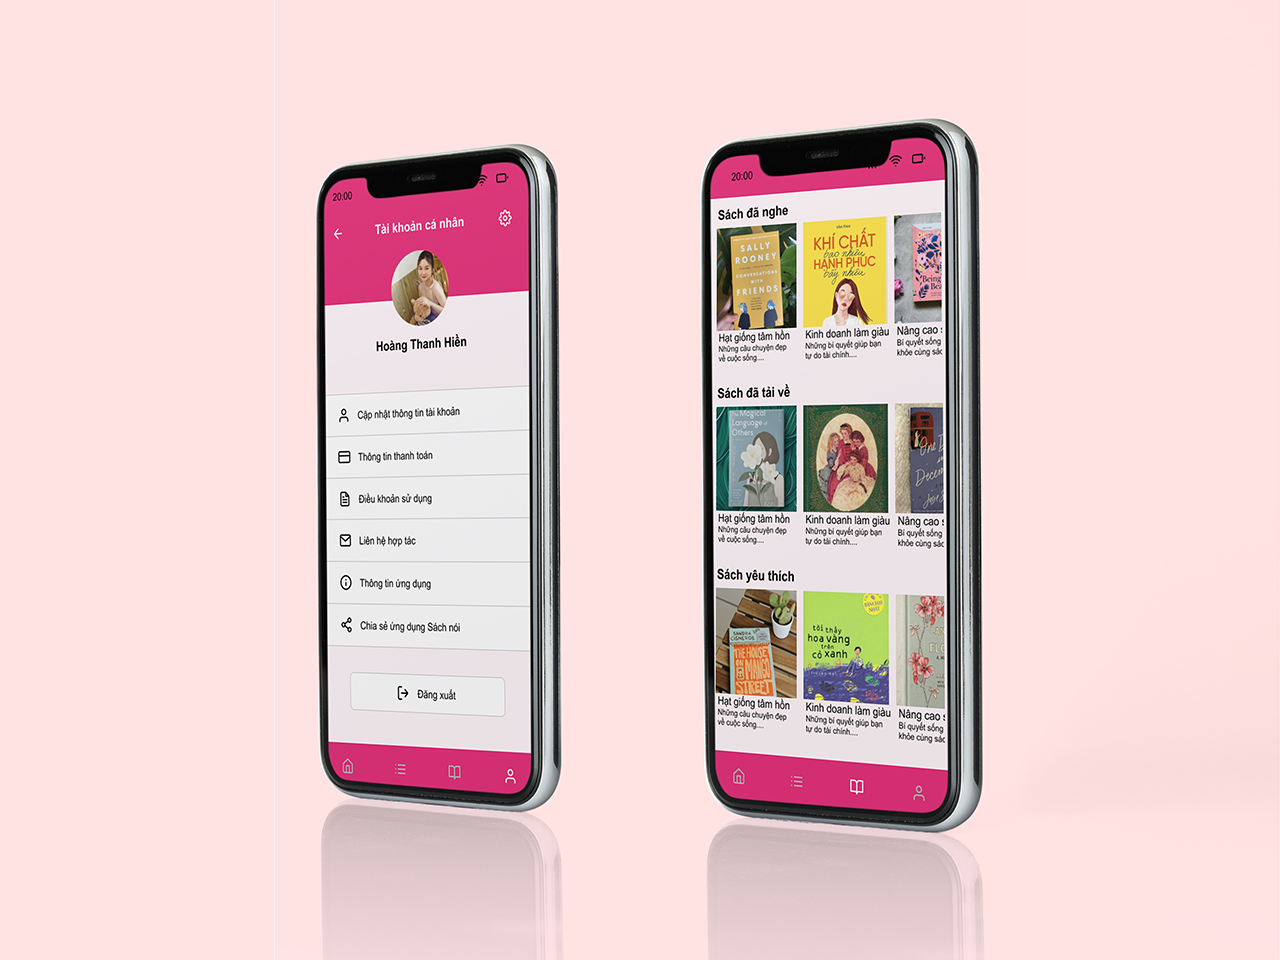 20:00
Tài khoản cá nhân
Hoàng Thanh Hiền
Cập nhật thông tin tài khoản
Thông tin thanh toán
Điều khoản sử dụng
Liên hệ hợp tác
Thông tin ứng dụng
Chia sẻ ứng dụng Sách nói
Đăng xuất
20:00
Sách đã nghe
SALLY
ROONEY
CONVERSATIONS
WITH
FRIENDS
KHÍ CHẤT
bao nhiêu
HẠNH PHÚC
bấy nhiêu
Being
Hạt giống tâm hồn
Những câu chuyện đẹp
về cuộc sống....
Kinh doanh làm giàu
Những bí quyết giúp bạn
tự do tài chính....
Nâng cao s
Bí quyết sống
khỏe cùng sác
Sách đã tải về
The Magical
Language of
Others
One D
in
Decem
Hạt giống tâm hồn
Những câu chuyện đẹp
về cuộc sống....
Kinh doanh làm giàu
Những bí quyết giúp bạn
tự do tài chính....
Nâng cao s
Bí quyết sống
khỏe cùng sác
Sách yêu thích
SANDRA
CISNEROS
THE HOUSE
ON
MANGO
STREET
tôi thấy
hoa vàng
trên
cỏ xanh
Hạt giống tâm hồn
Những câu chuyện đẹp
về cuộc sống....
Kinh doanh làm giàu
Những bí quyết giúp bạn
tự do tài chính....
Nâng cao s
Bí quyết sống
khỏe cùng sác